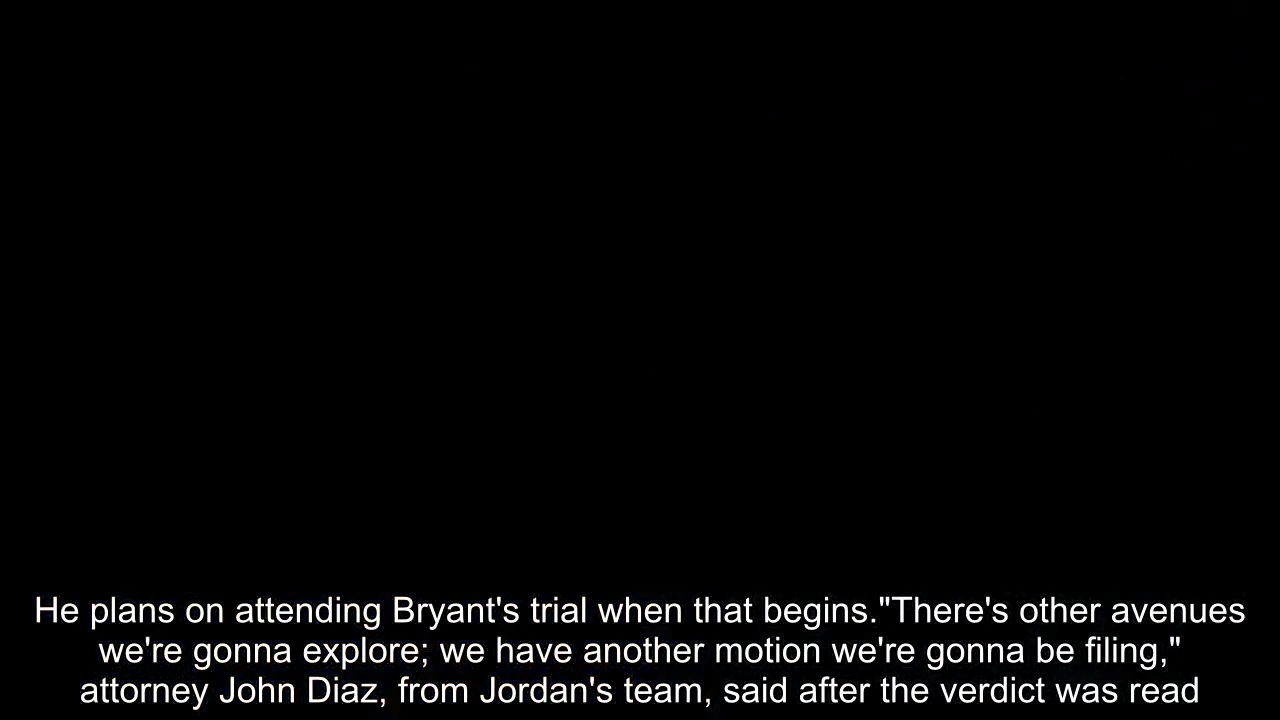 He plans on attending Bryant's trial when that begins."There's other avenues
we're gonna explore; we have another motion we're gonna be filing,"
attorney John Diaz, from Jordan's team, said after the verdict was read